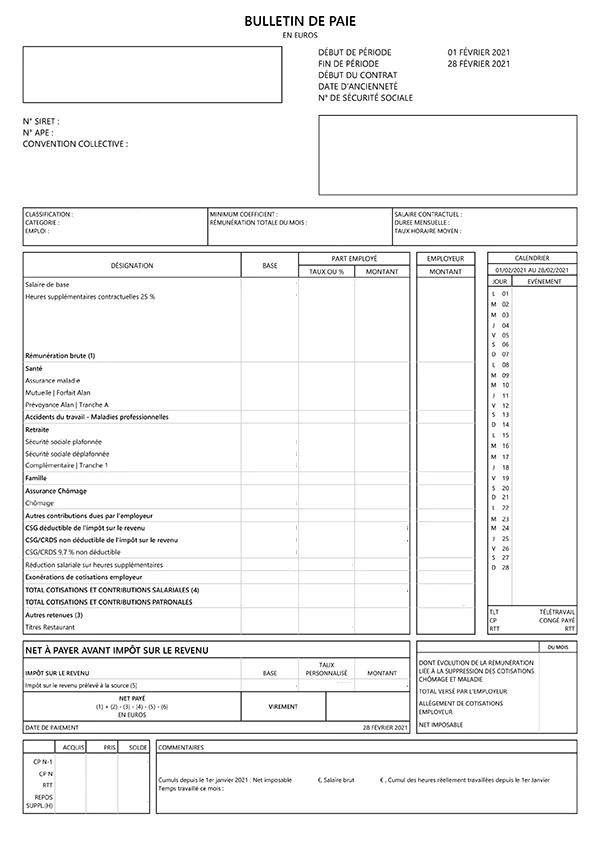 BULLETIN DE PAIE
EN EUROS
DÉBUT DE PÉRIODE 01 FÉVRIER 2021
FIN DE PÉRIODE 28 FÉVRIER 2021
DÉBUT DU CONTRAT
DATE D'ANCIENNETÉ
N° DE SÉCURITÉ SOCIALE
N° SIRET :
N° APE :
CONVENTION COLLECTIVE :
CLASSIFICATION :
CATEGORIE :
EMPLOI :
MINIMUM COEFFICIENT :
RÉMUNÉRATION TOTALE DU MOIS :
SALAIRE CONTRACTUEL :
DUREE MENSUELLE :
TAUX HORAIRE MOYEN :
DÉSIGNATION BASE PART EMPLOYÉ EMPLOYEUR
TAUX OU % MONTANT MONTANT
Salaire de base
Heures supplémentaires contractuelles 25 %
Rémunération brute (1)
Santé
Assurance maladie
Mutuelle | Forfait Alan
Prévoyance Alan | Tranche A
Accidents du travail - Maladies professionnelles
Retraite
Sécurité sociale plafonnée
Sécurité sociale déplafonnée
Complémentaire | Tranche 1
Famille
Assurance Chômage
Chômage
Autres contributions dues par l'employeur
CSG déductible de l'impôt sur le revenu
CSG/CRDS non déductible de l'impôt sur le revenu
CSG/CRDS 9,7 % non déductible
Réduction salariale sur heures supplémentaires
Exonérations de cotisations employeur
TOTAL COTISATIONS ET CONTRIBUTIONS SALARIALES (4)
TOTAL COTISATIONS ET CONTRIBUTIONS PATRONALES
Autres retenues (3)
Titres Restaurant
CALENDRIER
01/02/2021 AU 28/02/2021
JOUR EVÉNEMENT
L 01
M 02
M 03
J 04
V 05
S 06
D 07
L 08
M 09
M 10
J 11
V 12
S 13
D 14
L 15
M 16
M 17
J 18
V 19
S 20
D 21
L 22
M 23
M 24
J 25
V 26
S 27
D 28
TLT TÉLÉTRAVAIL
CP CONGÉ PAYÉ
RTT RTT
NET À PAYER AVANT IMPÔT SUR LE REVENU
IMPÔT SUR LE REVENU BASE TAUX PERSONNALISÉ MONTANT
Impôt sur le revenu prélevé à la source (5)
NET PAYÉ
(1) + (2) - (3) - (4) - (5) - (6)
EN EUROS
VIREMENT
DATE DE PAIEMENT 28 FÉVRIER 2021
DU MOIS
DONT ÉVOLUTION DE LA RÉMUNÉRATION
LIÉE À LA SUPPRESSION DES COTISATIONS
CHÔMAGE ET MALADIE
TOTAL VERSÉ PAR L'EMPLOYEUR
ALLÈGEMENT DE COTISATIONS
EMPLOYEUR
NET IMPOSABLE
ACQUIS PRIS SOLDE
CP N-1
CP N
RTT
REPOS
SUPPL.(H)
COMMENTAIRES
Cumuls depuis le 1er janvier 2021 : Net imposable €, Salaire brut € , Cumul des heures réellement travaillées depuis le 1er Janvier
Temps travaillé ce mois :